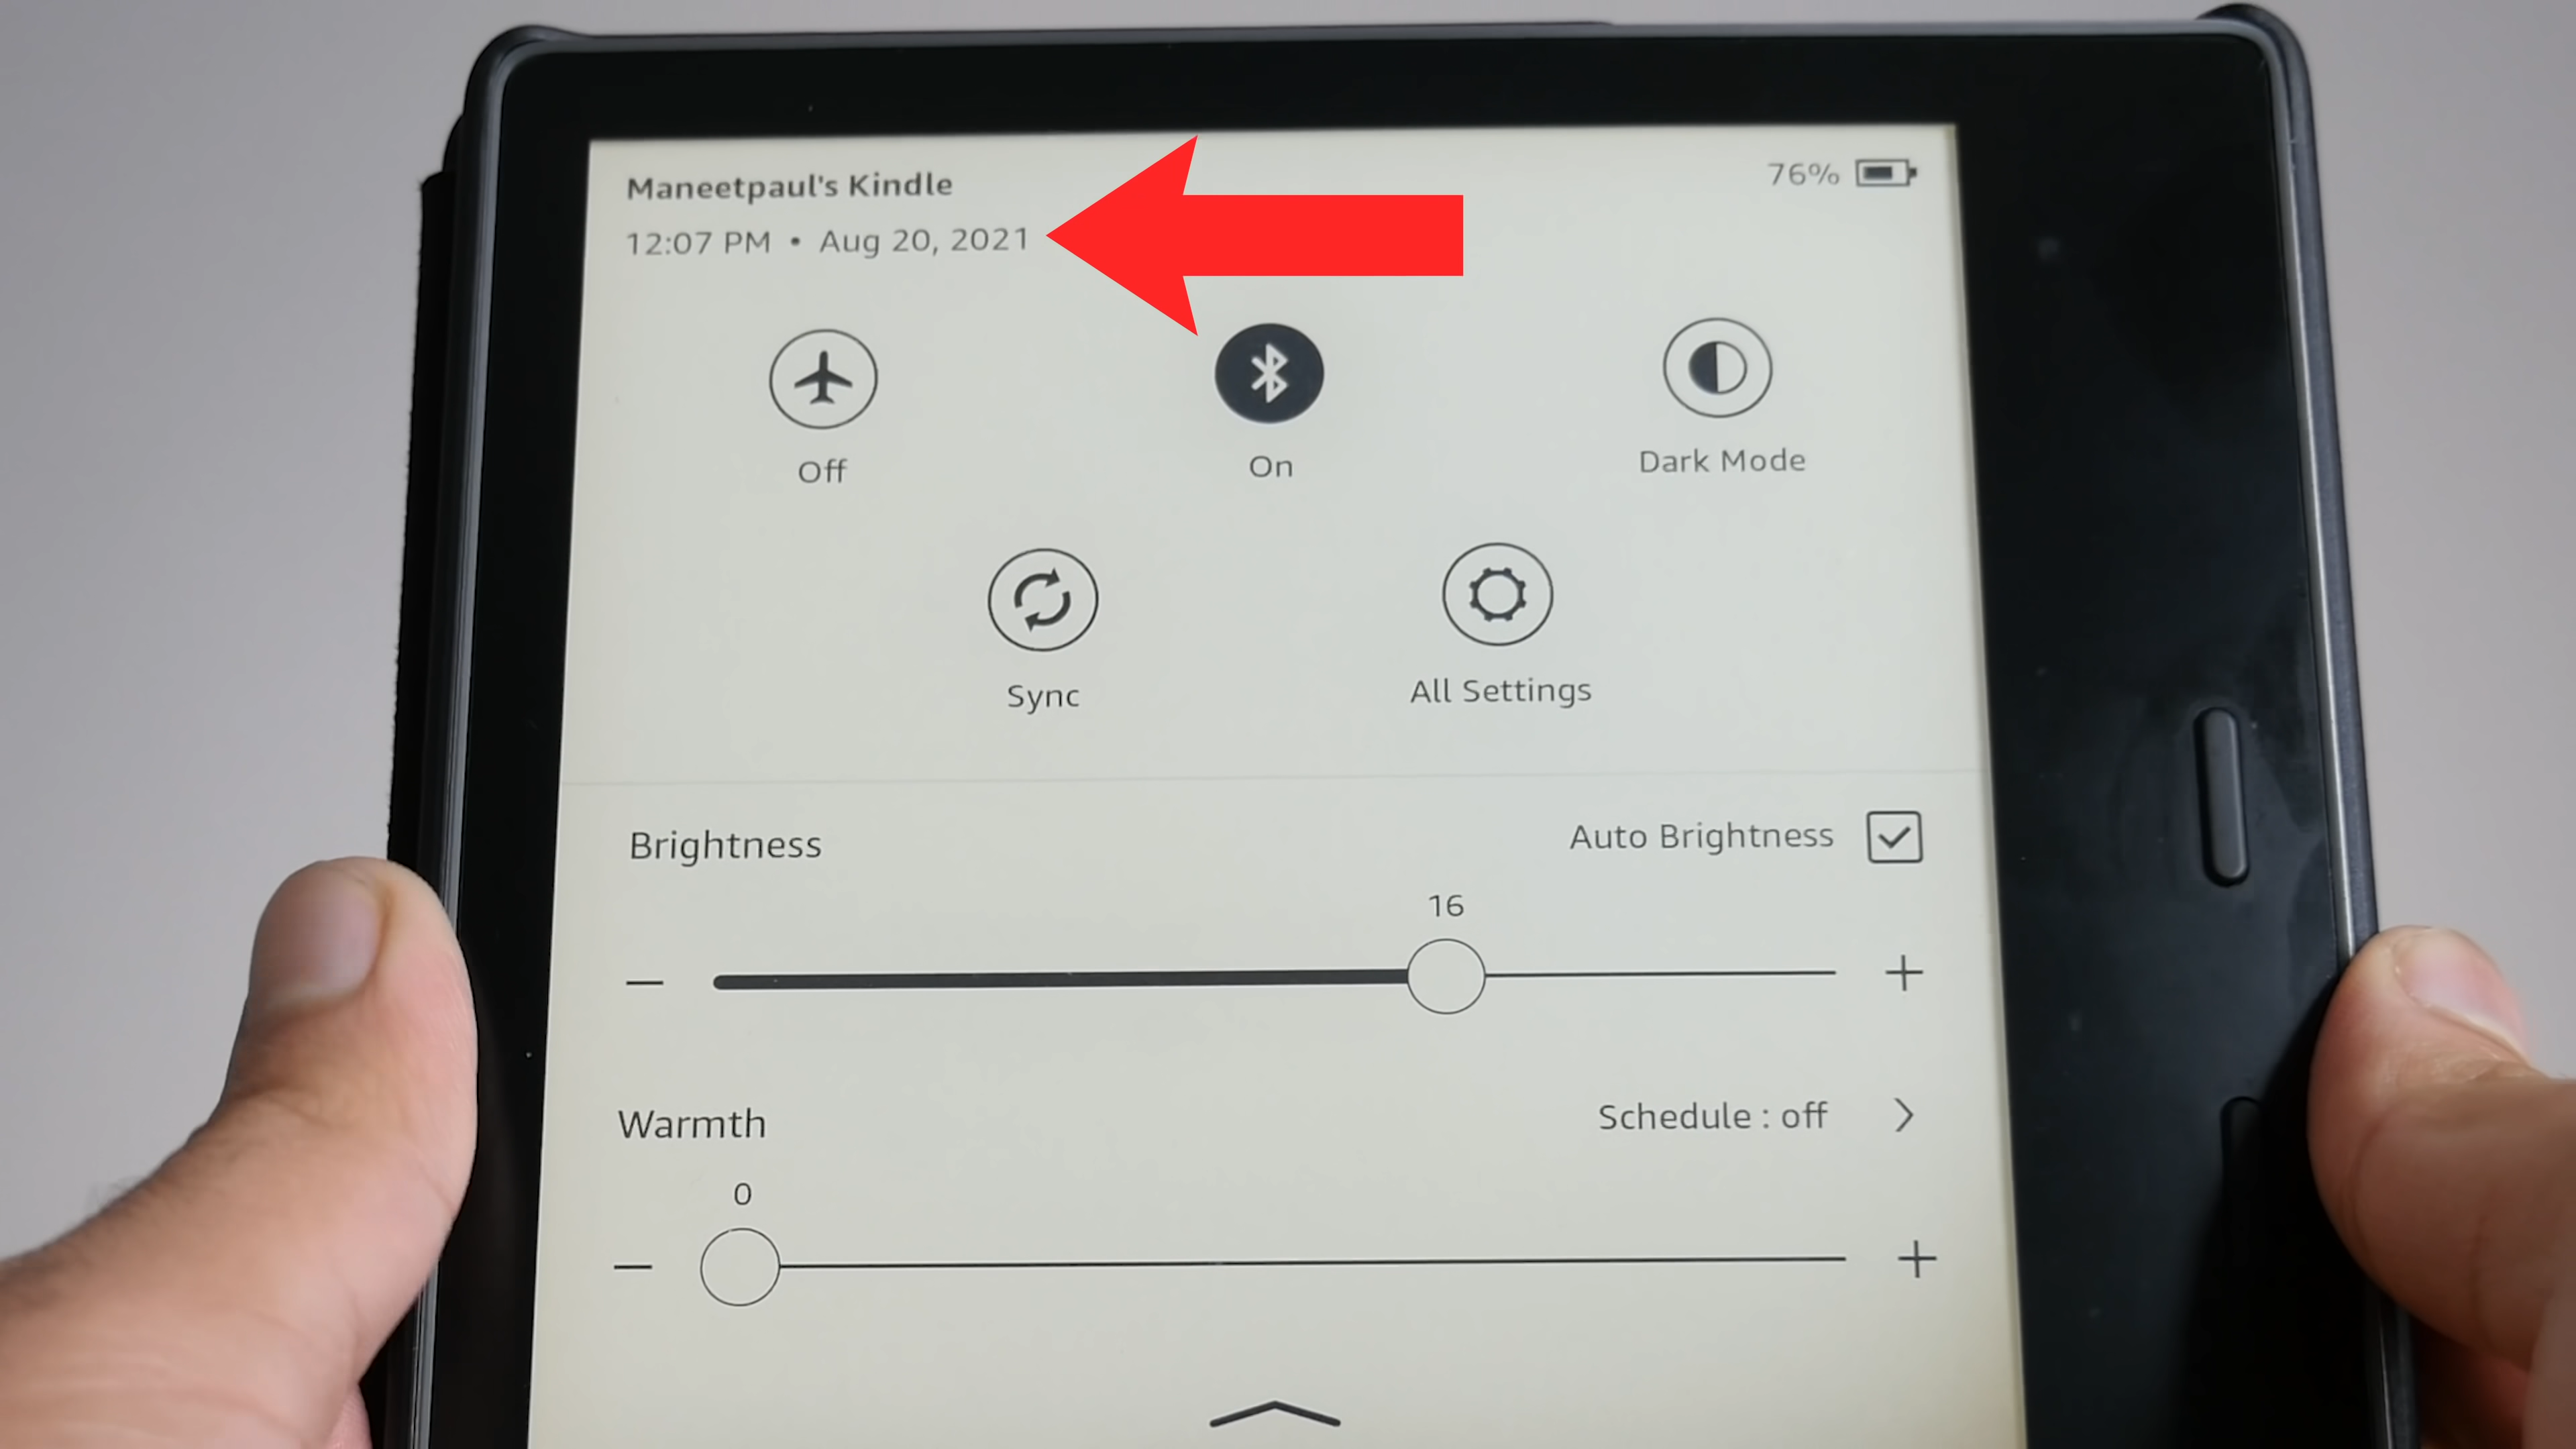 Maneetpaul's Kindle
76%
12:07 PM • Aug 20, 2021
Off
On
Dark Mode
Sync
All Settings
Brightness
Auto Brightness
16
Warmth
Schedule : off
0